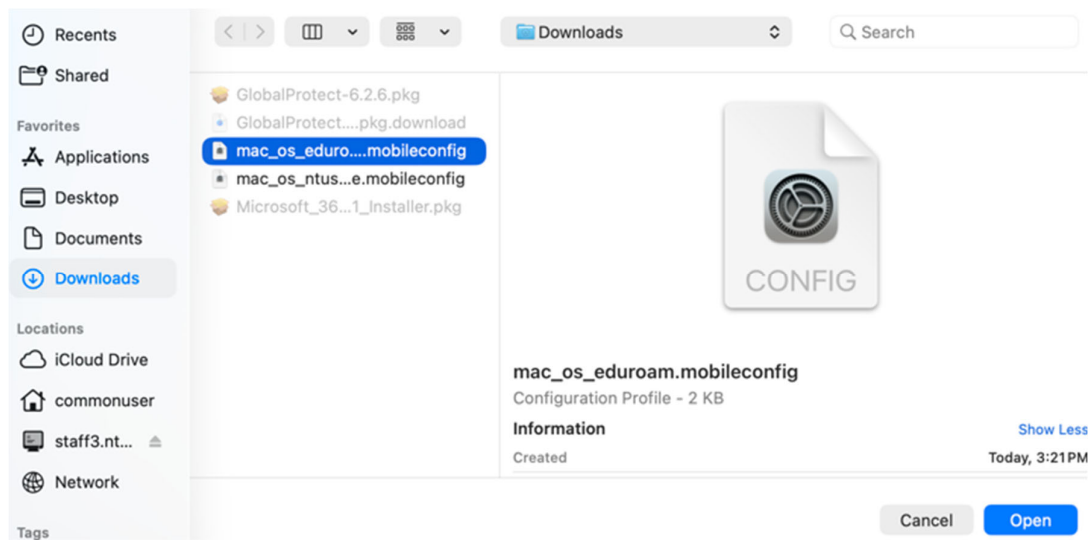 Recents
Shared
Favorites
Applications
Desktop
Documents
Downloads
Locations
iCloud Drive
commonuser
staff3.nt...
Network
Tags
Downloads
Search
GlobalProtect-6.2.6.pkg
GlobalProtect....pkg.download
mac_os_eduro....mobileconfig
mac_os_ntus...e.mobileconfig
Microsoft_36...1_Installer.pkg
CONFIG
mac_os_eduroam.mobileconfig
Configuration Profile - 2 KB
Information Show Less
Created Today, 3:21 PM
Cancel Open